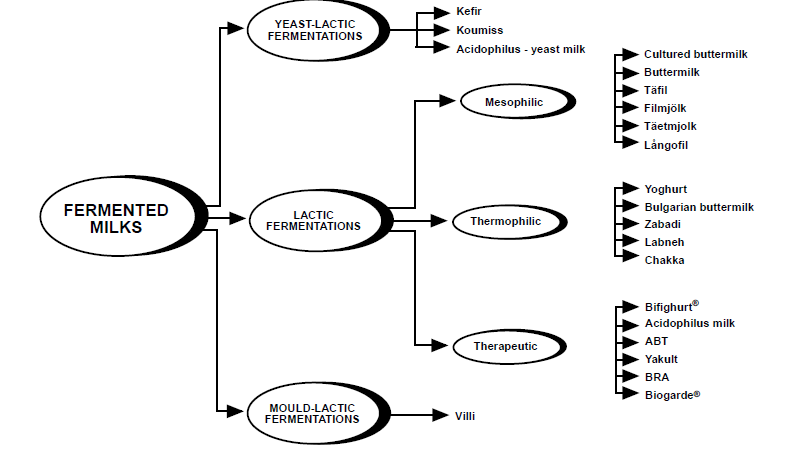 YEAST-LACTIC
FERMENTATIONS
Kefir
Koumiss
Acidophilus - yeast milk
Mesophilic
Cultured buttermilk
Buttermilk
Täfil
Filmjölk
Täetmjolk
Långofil
FERMENTED
MILKS
LACTIC
FERMENTATIONS
Thermophilic
Yoghurt
Bulgarian buttermilk
Zabadi
Labneh
Chakka
Therapeutic
Bifighurt®
Acidophilus milk
ABT
Yakult
BRA
Biogarde®
MOULD-LACTIC
FERMENTATIONS
Villi